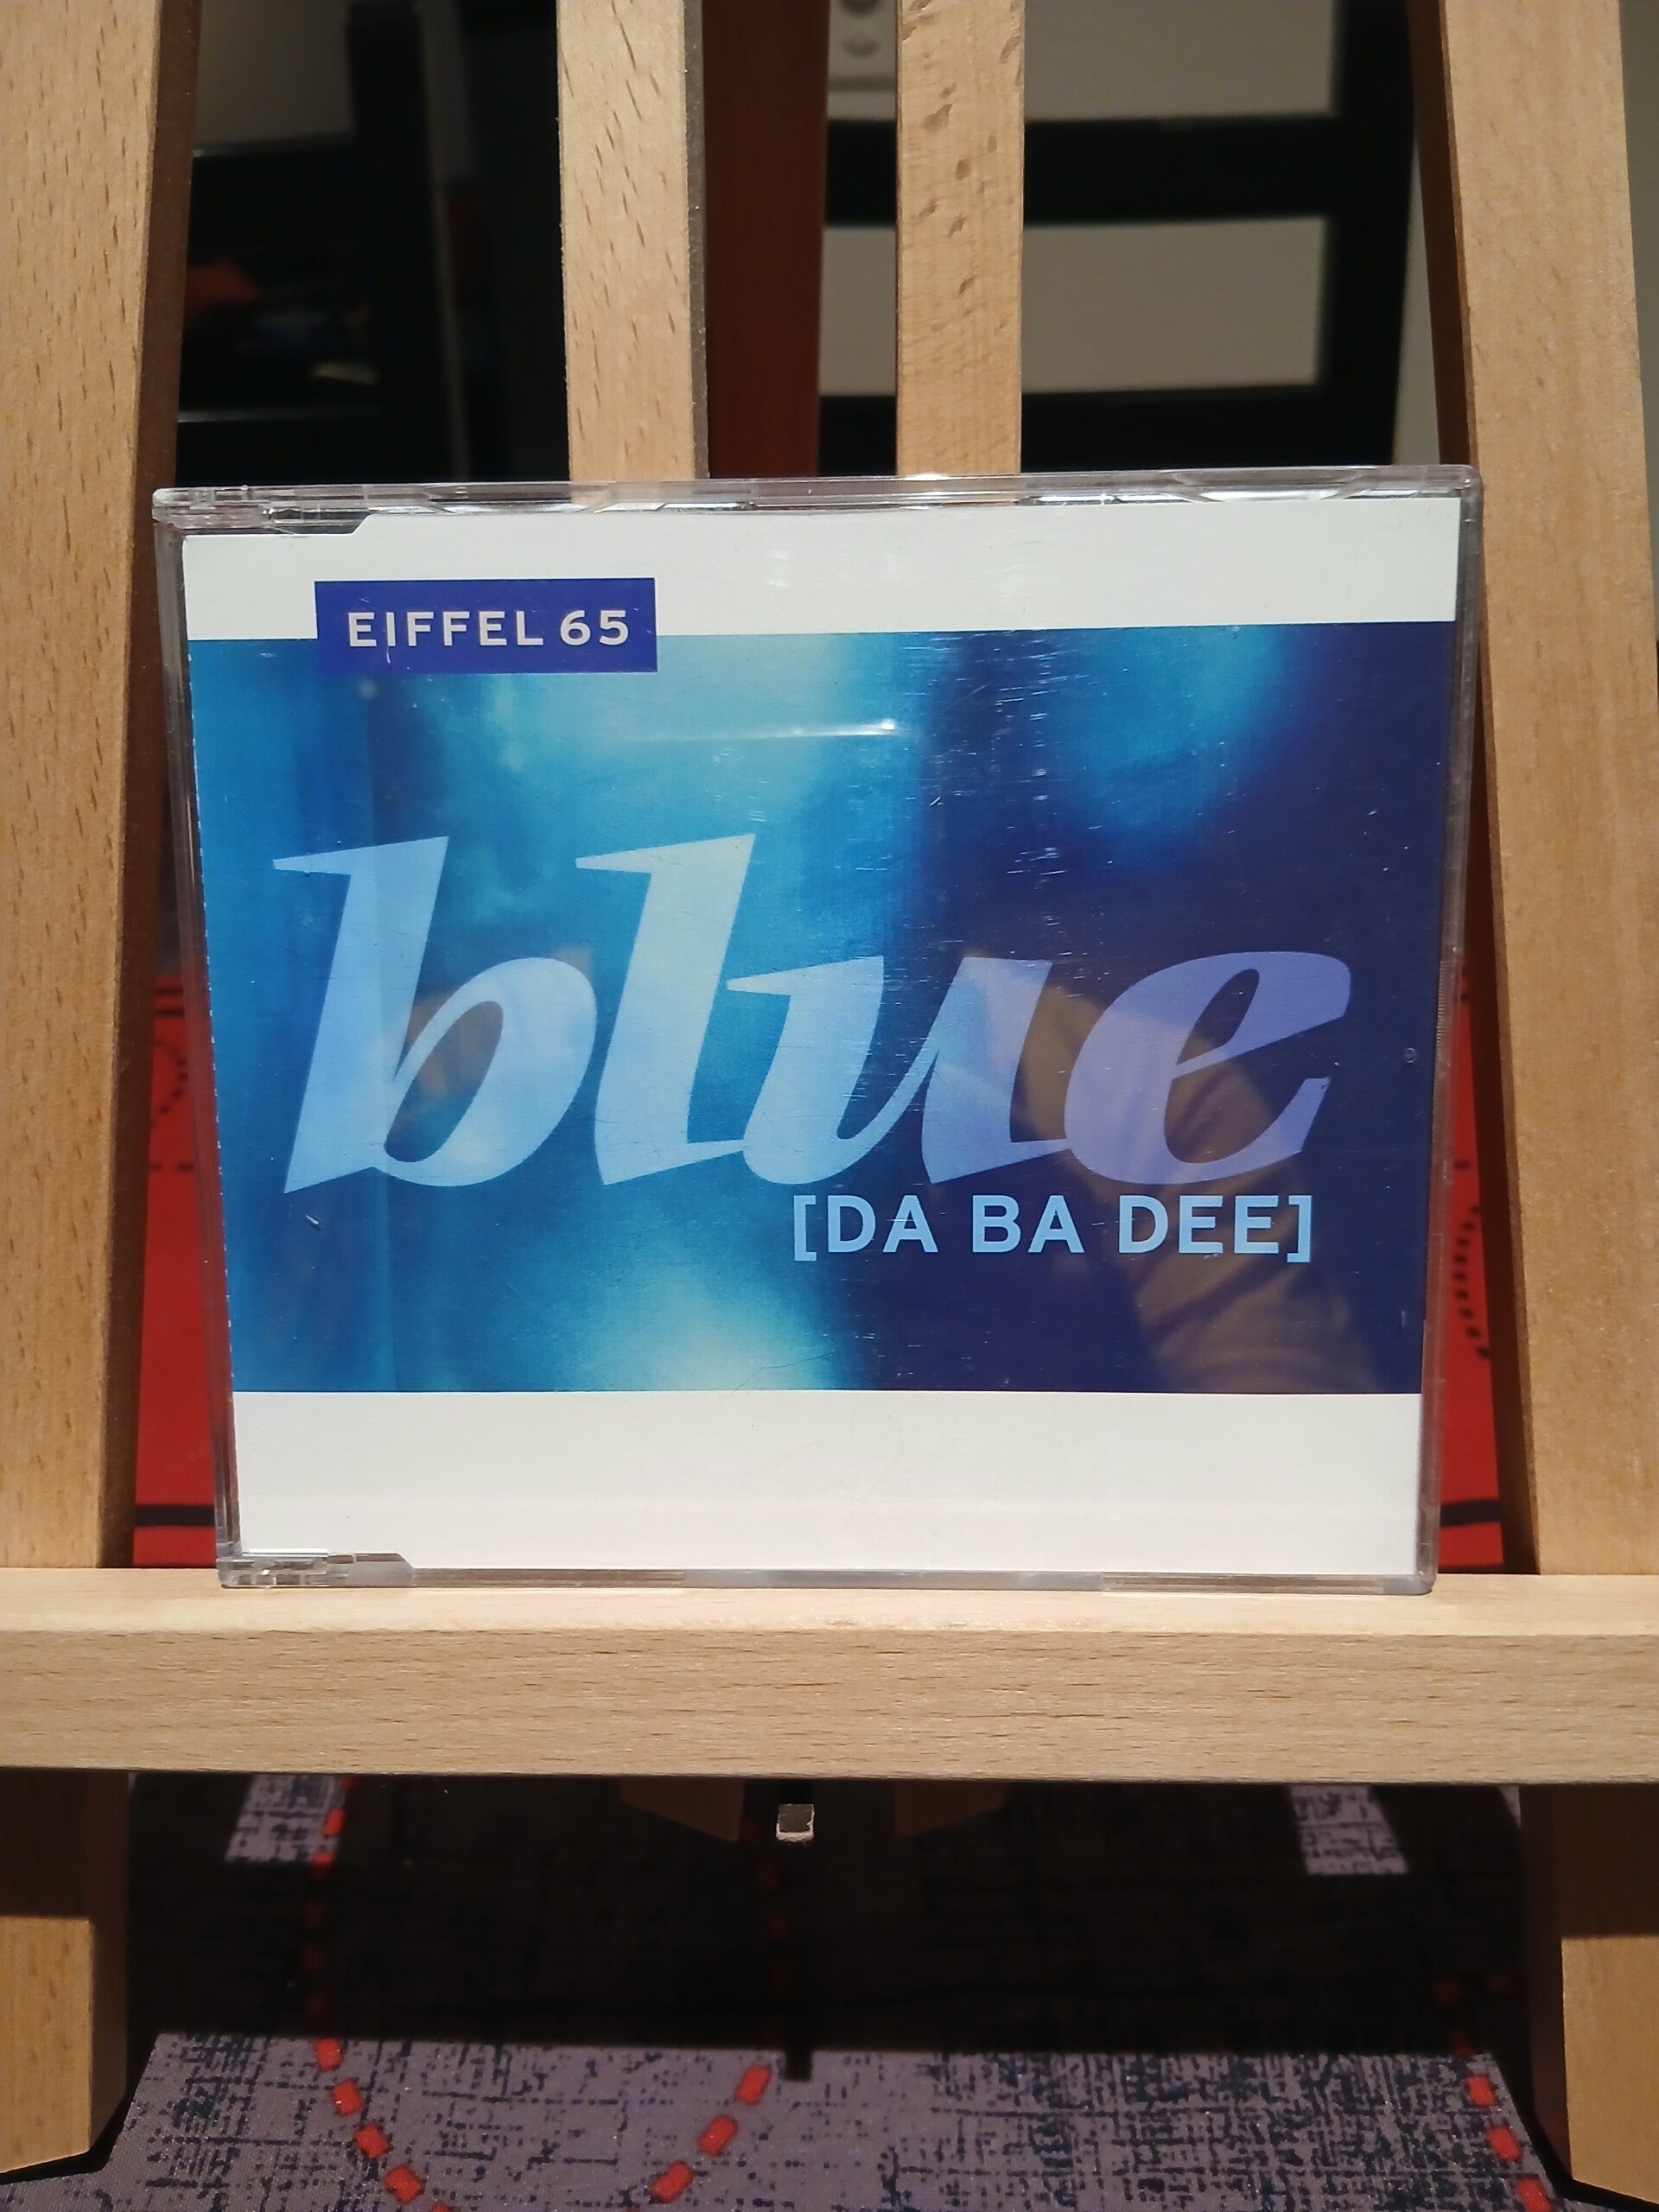 EIFFEL 65
blue
[DA BA DEE]